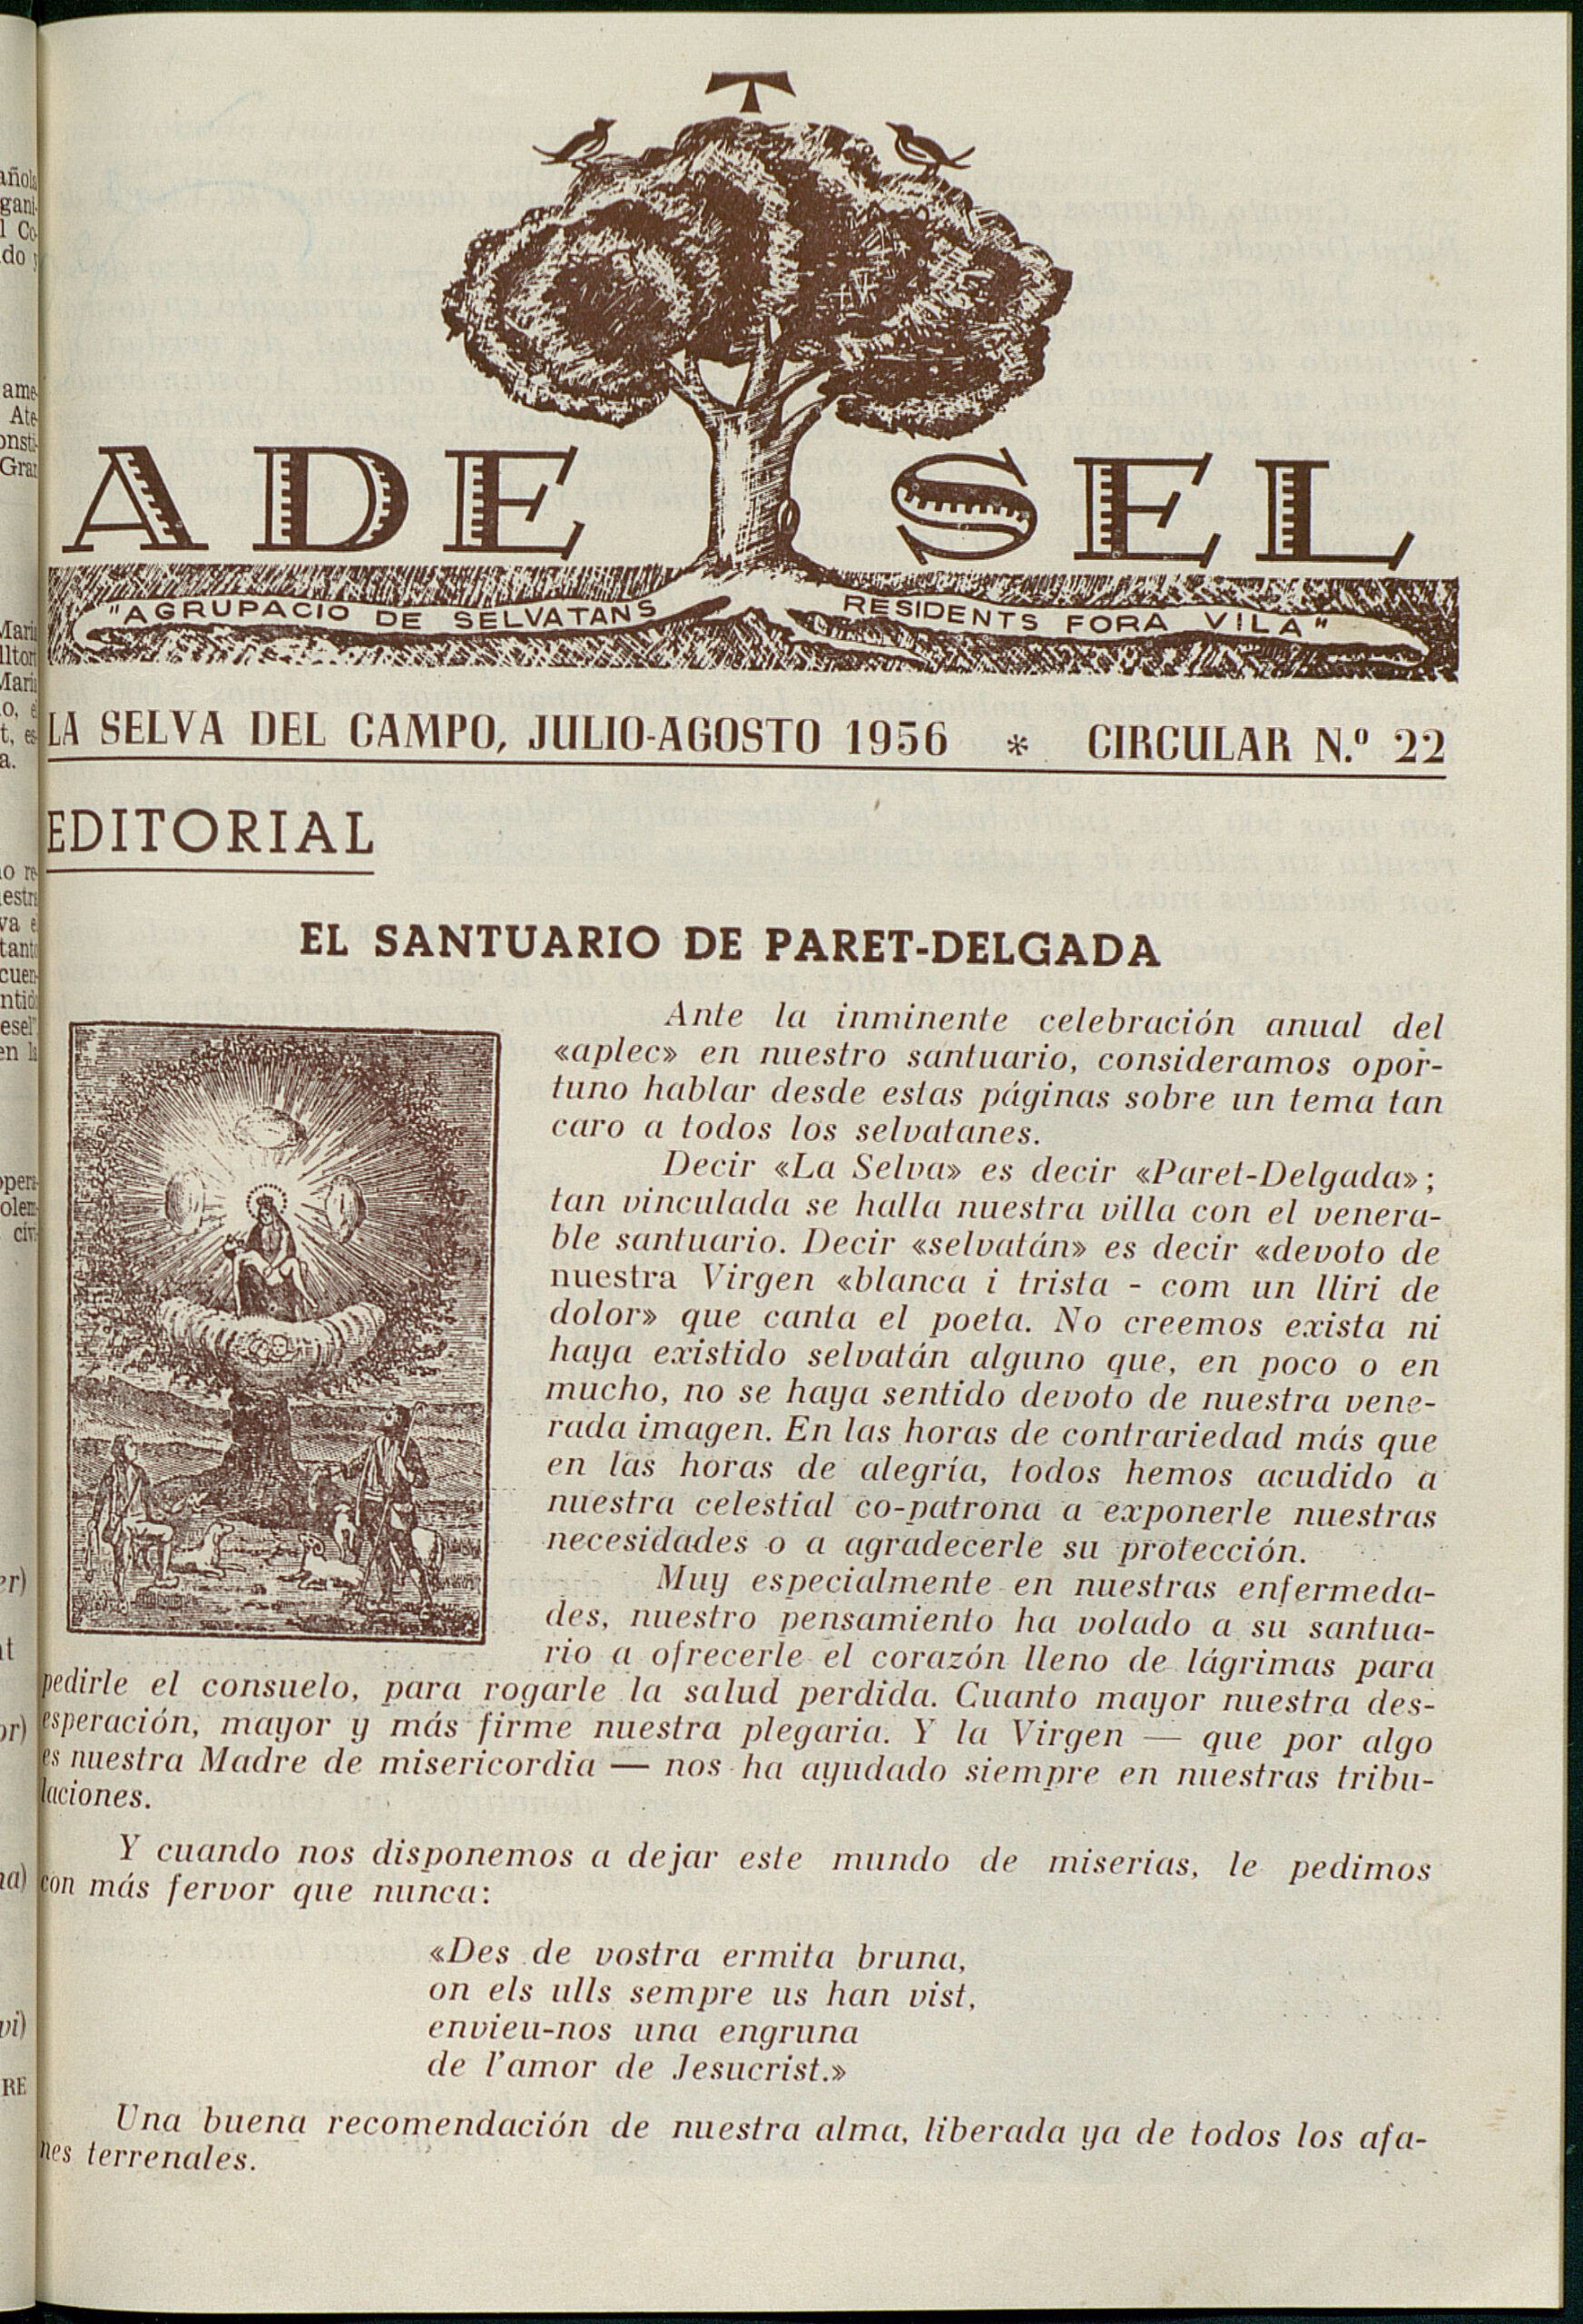 ADE SEL
"AGRUPACIO DE SELVATANS RESIDENTS FORA VILA"
LA SELVA DEL CAMPO, JULIO-AGOSTO 1956 * CIRCULAR N.º 22
EDITORIAL
EL SANTUARIO DE PARET-DELGADA
Ante la inminente celebración anual del
«aplec» en nuestro santuario, consideramos opor-
tuno hablar desde estas páginas sobre un tema tan
caro a todos los selvatanes.
Decir «La Selva» es decir «Paret-Delgada»;
tan vinculada se halla nuestra villa con el venera-
ble santuario. Decir «selvatán» es decir «devoto de
nuestra Virgen «blanca i trista - com un lliri de
dolor» que canta el poeta. No creemos exista ni
haya existido selvatán alguno que, en poco o en
mucho, no se haya sentido devoto de nuestra vene-
rada imagen. En las horas de contrariedad más que
en las horas de alegría, todos hemos acudido a
nuestra celestial co-patrona a exponerle nuestras
necesidades o a agradecerle su protección.
Muy especialmente en nuestras enfermeda-
des, nuestro pensamiento ha volado a su santua-
rio a ofrecerle el corazón lleno de lágrimas para
pedirle el consuelo, para rogarle la salud perdida. Cuanto mayor nuestra des-
esperación, mayor y más firme nuestra plegaria. Y la Virgen — que por algo
es nuestra Madre de misericordia — nos ha ayudado siempre en nuestras tribu-
laciones.
Y cuando nos disponemos a dejar este mundo de miserias, le pedimos
con más fervor que nunca:
«Des de vostra ermita bruna,
on els ulls sempre us han vist,
envieu-nos una engruna
de l'amor de Jesucrist.»
Una buena recomendación de nuestra alma, liberada ya de todos los afa-
nes terrenales.